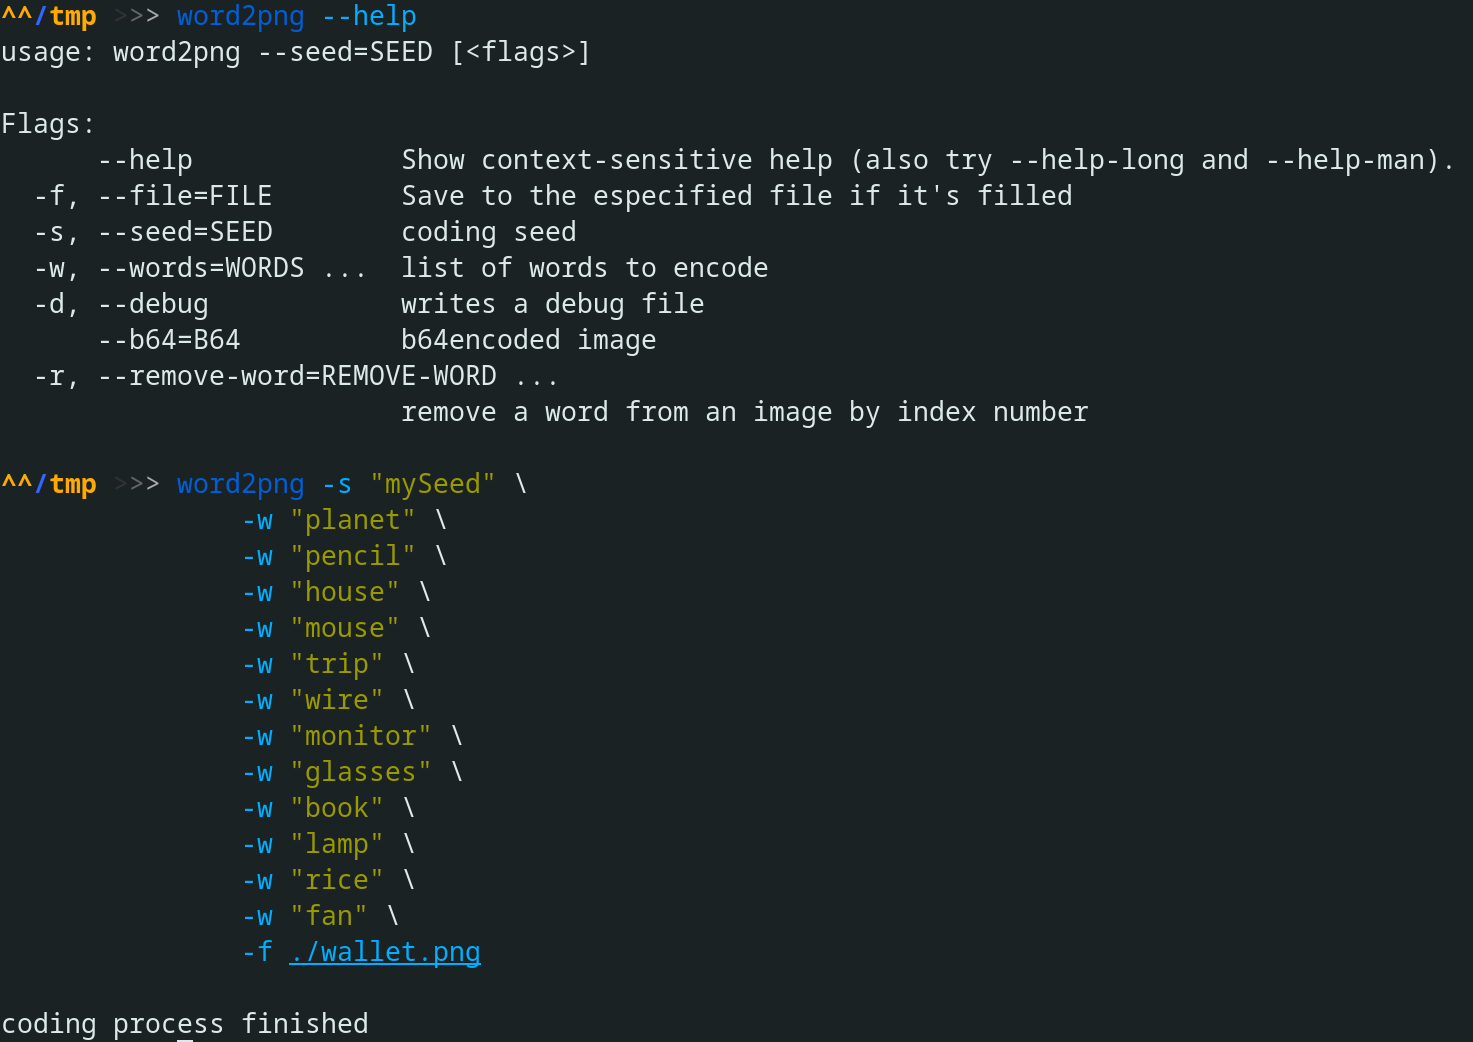 ^^/tmp >>> word2png --help
usage: word2png --seed=SEED [<flags>]
Flags:
--help Show context-sensitive help (also try --help-long and --help-man).
-f, --file=FILE Save to the especified file if it's filled
-s, --seed=SEED coding seed
-w, --words=WORDS ... list of words to encode
-d, --debug writes a debug file
--b64=B64 b64encoded image
-r, --remove-word=REMOVE-WORD ...
remove a word from an image by index number
^^/tmp >>> word2png -s "mySeed" \
-w "planet" \
-w "pencil" \
-w "house" \
-w "mouse" \
-w "trip" \
-w "wire" \
-w "monitor" \
-w "glasses" \
-w "book" \
-w "lamp" \
-w "rice" \
-w "fan" \
-f ./wallet.png
coding process finished